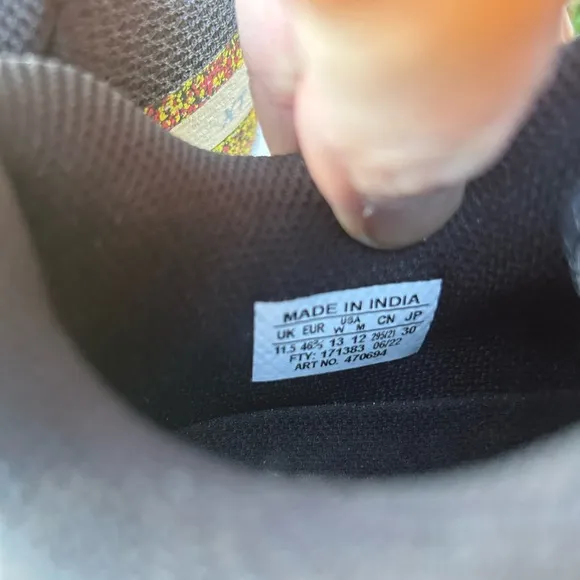 MADE IN INDIA
USA
UK EUR W M CN JP
11.5 46⅔ 13 12 295(2) 30
FTY: 171383 06/22
ART NO. 470694